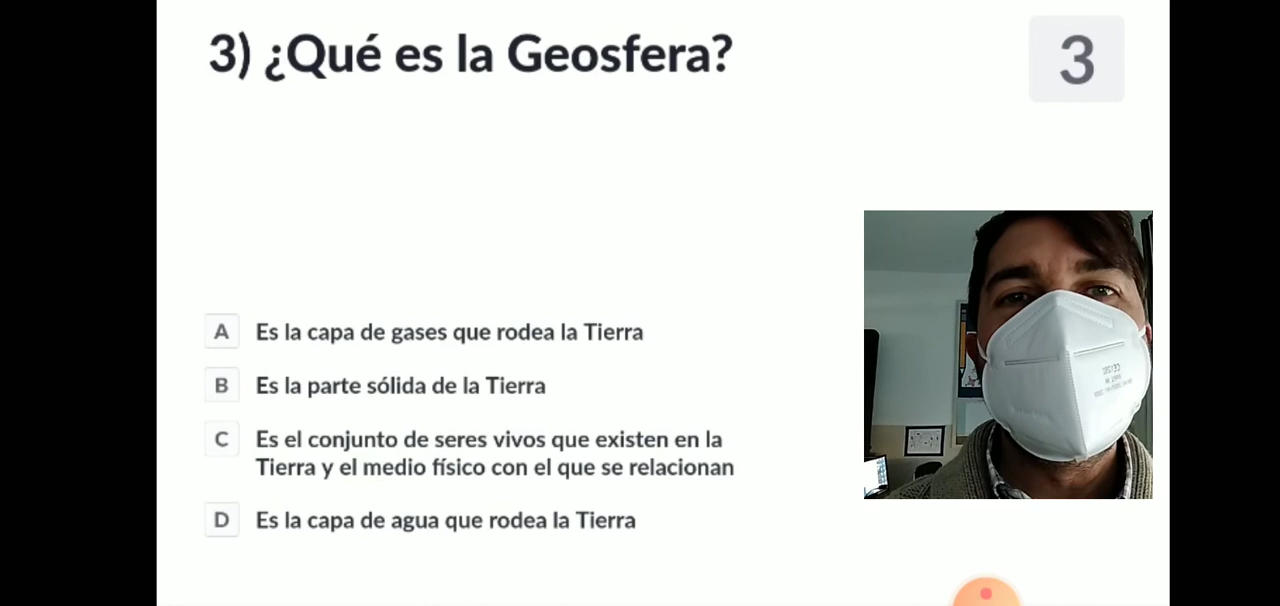 3) ¿Qué es la Geosfera?
3
A Es la capa de gases que rodea la Tierra
B Es la parte sólida de la Tierra
C Es el conjunto de seres vivos que existen en la
Tierra y el medio físico con el que se relacionan
D Es la capa de agua que rodea la Tierra